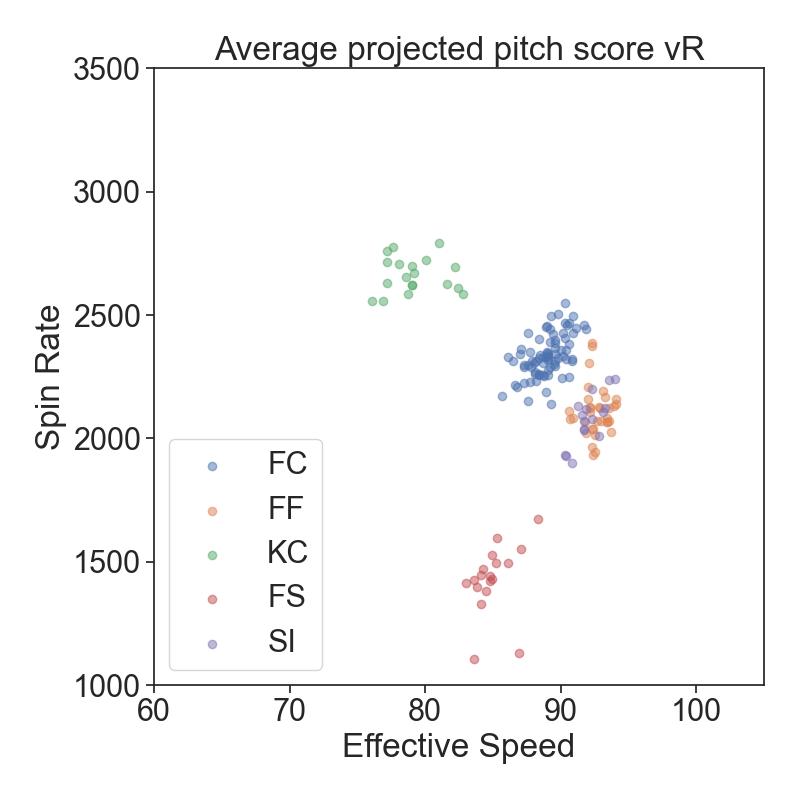 Average projected pitch score vR
3500
3000
2500
2000
1500
1000
Spin Rate
FC
FF
KC
FS
SI
60 70 80 90 100
Effective Speed